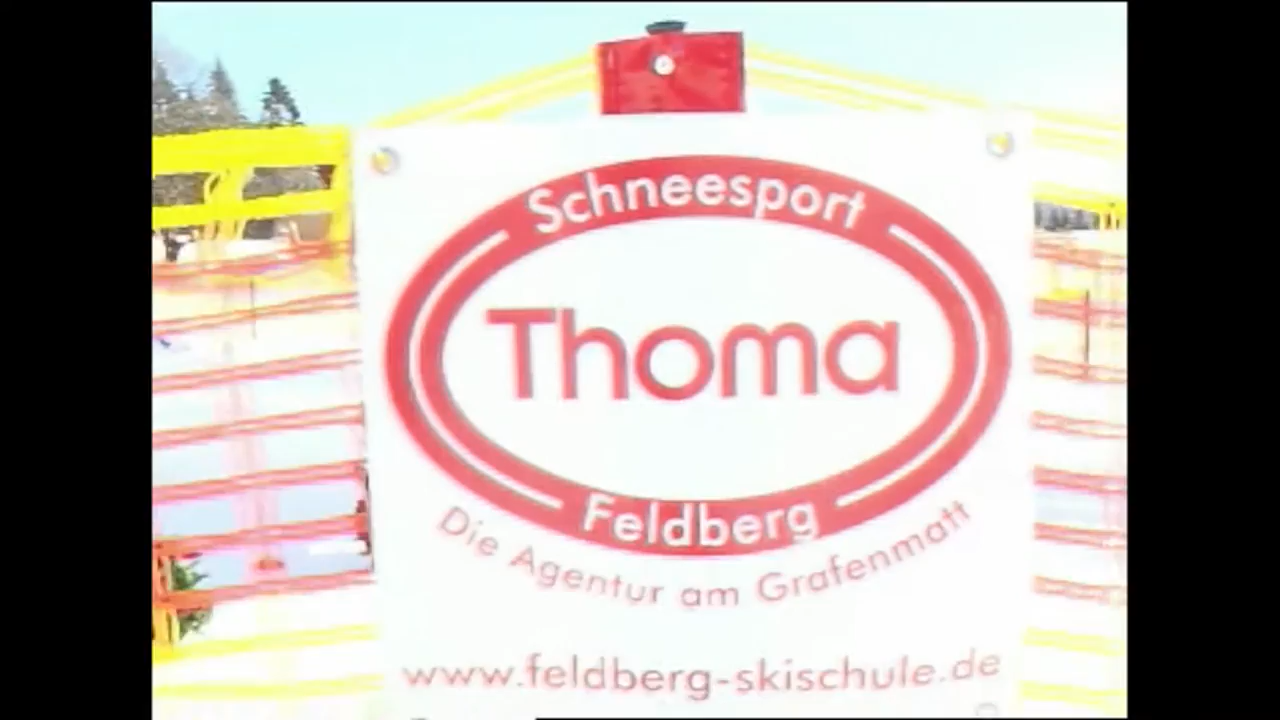 Schneesport
Thoma
Feldberg
Die Agentur am Grafenmatt
www.feldberg-skischule.de